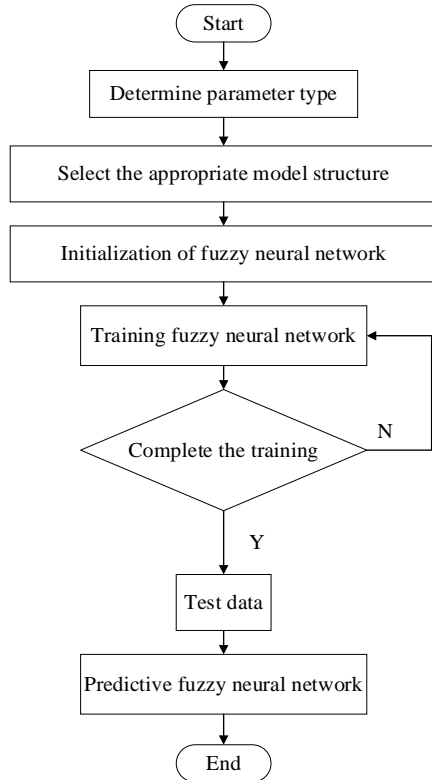 Start
Determine parameter type
Select the appropriate model structure
Initialization of fuzzy neural network
Training fuzzy neural network
Complete the training
N
Y
Test data
Predictive fuzzy neural network
End